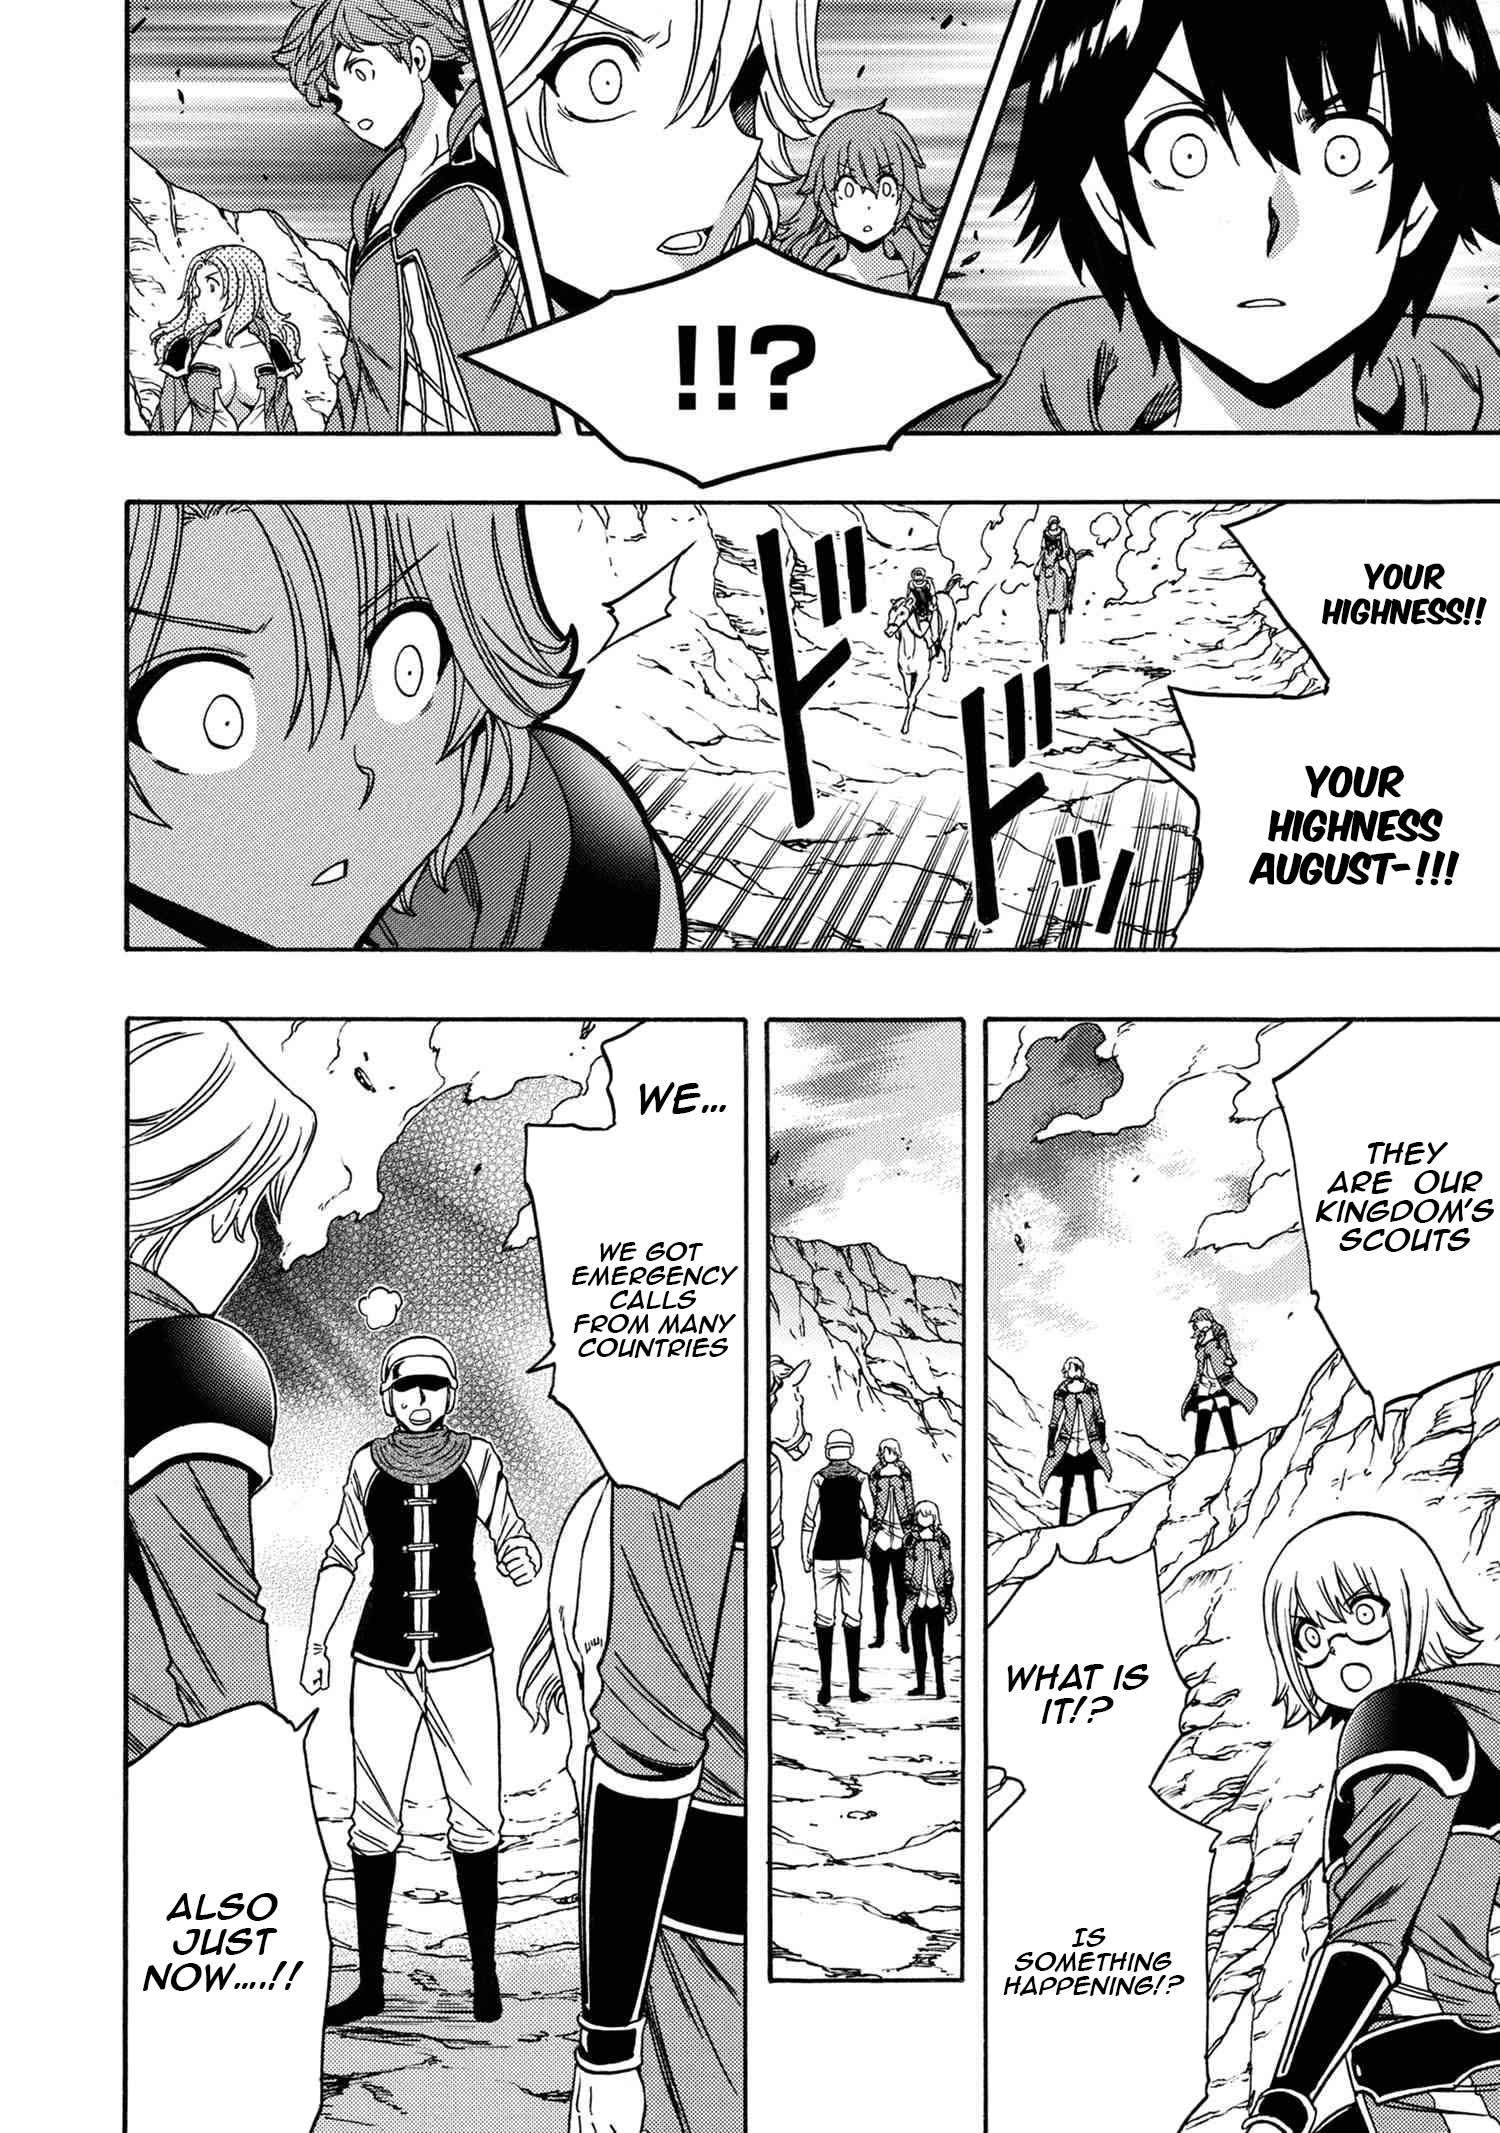 !!?
YOUR
HIGHNESS!!
YOUR
HIGHNESS
AUGUST-!!!
ドドッ
THEY
ARE OUR
KINGDOM'S
SCOUTS
WHAT IS
IT!?
IS
SOMETHING
HAPPENING!?
WE...
WE GOT
EMERGENCY
CALLS
FROM MANY
COUNTRIES
ALSO
JUST
NOW....!!